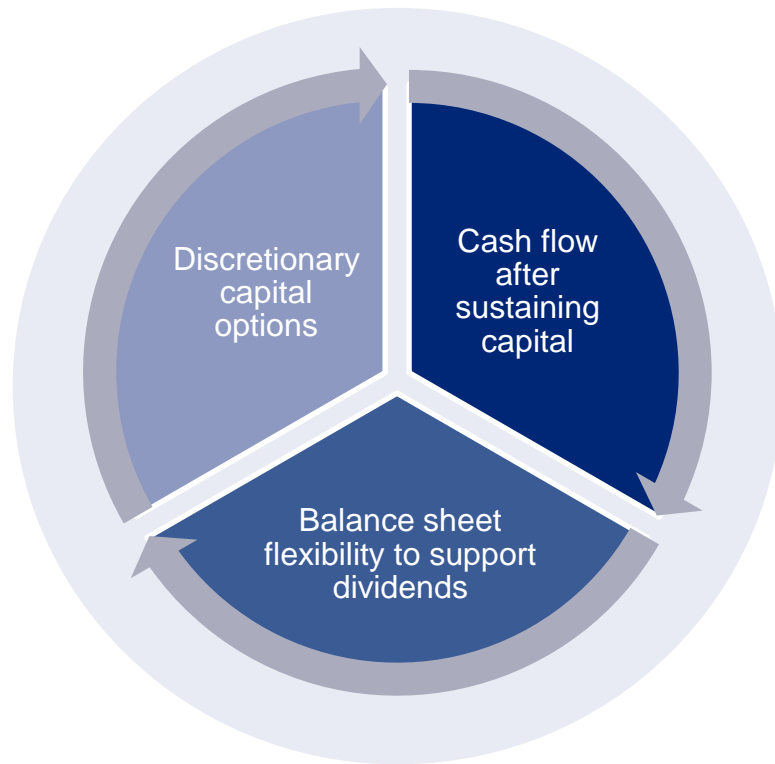 Discretionary
capital
options
Cash flow
after
sustaining
capital
Balance sheet
flexibility to support
dividends